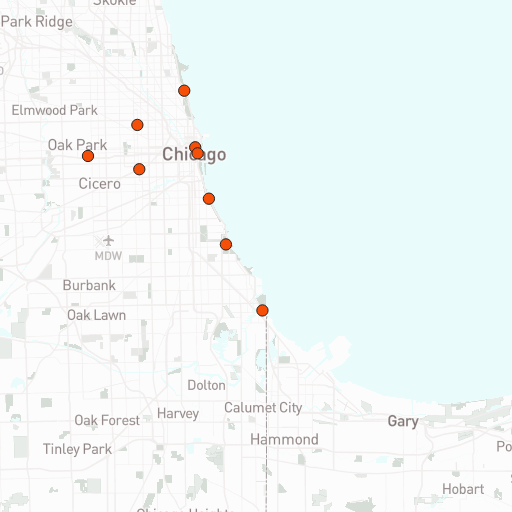 Skokie
Park Ridge
Elmwood Park
Oak Park
Chicago
Cicero
MDW
Burbank
Oak Lawn
Dolton
Calumet City
Harvey
Oak Forest
Gary
Hammond
Tinley Park
Hobart